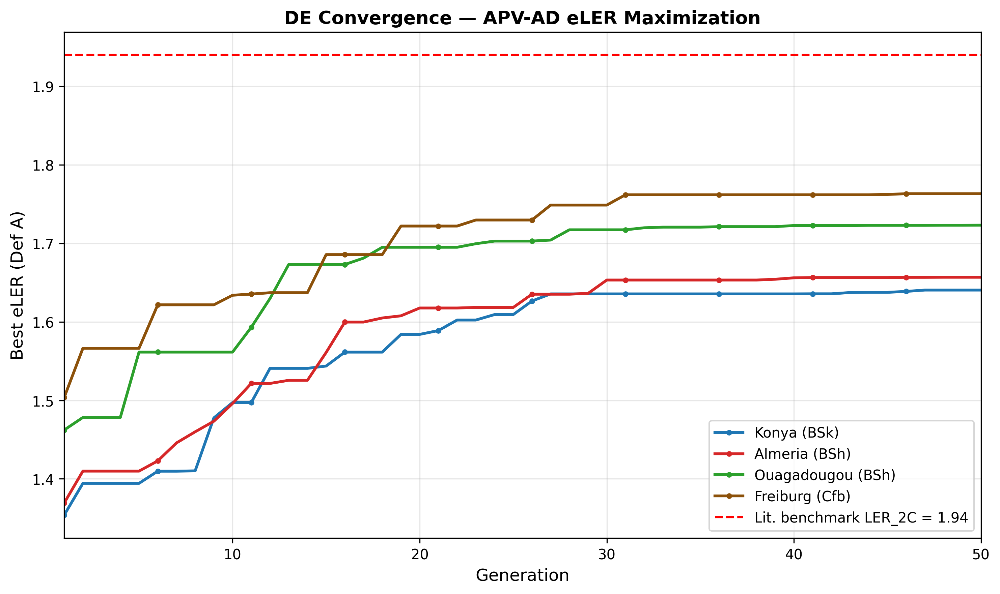 DE Convergence — APV-AD eLER Maximization
Best eLER (Def A)
1.9
1.8
1.7
1.6
1.5
1.4
10
20
30
40
50
Generation
Konya (BSk)
Almeria (BSh)
Ouagadougou (BSh)
Freiburg (Cfb)
Lit. benchmark LER_2C = 1.94